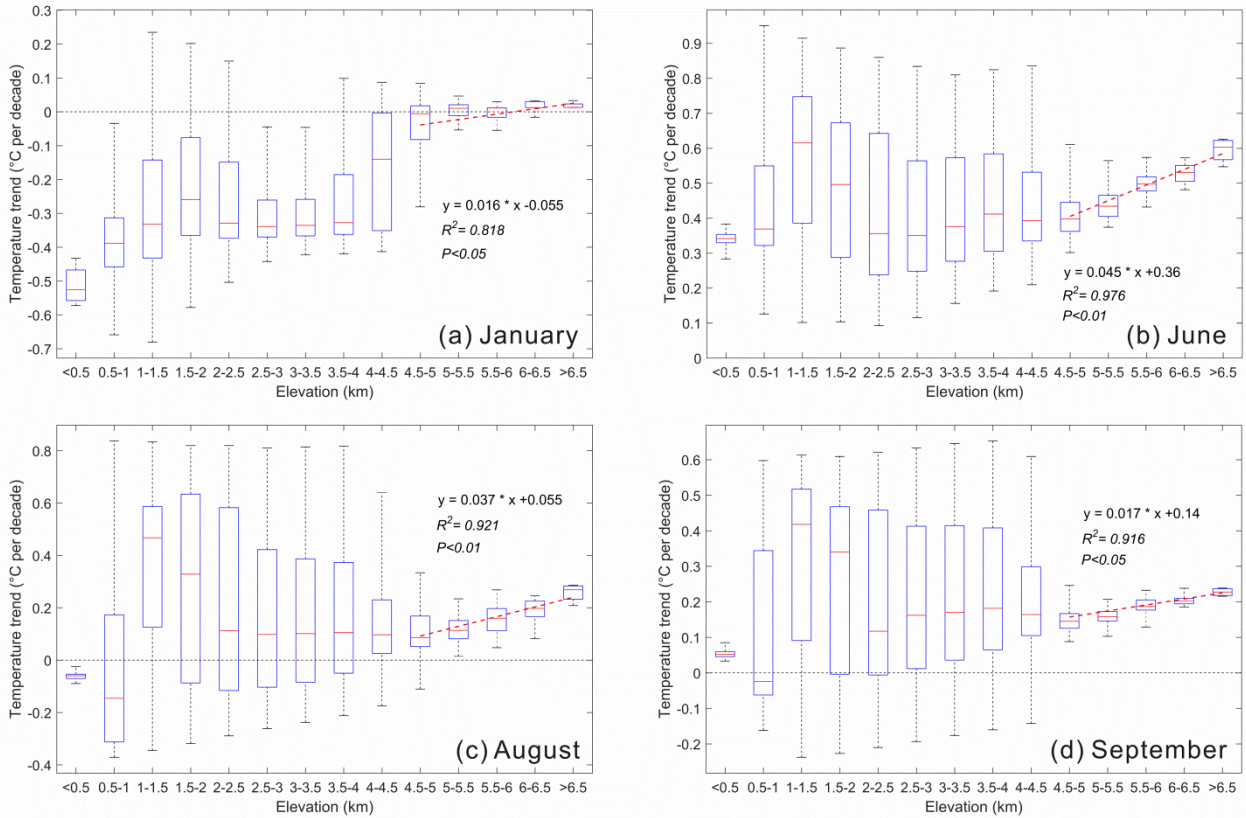 0.3
0.2
0.1
0
-0.1
-0.2
-0.3
-0.4
-0.5
-0.6
-0.7
Temperature trend (°C per decade)
y = 0.016 * x -0.055
R²= 0.818
P<0.05
(a) January
<0.5 0.5-1 1-1.5 1.5-2 2-2.5 2.5-3 3-3.5 3.5-4 4-4.5 4.5-5 5-5.5 5.5-6 6-6.5 >6.5
Elevation (km)
0.9
0.8
0.7
0.6
0.5
0.4
0.3
0.2
0.1
0
Temperature trend (°C per decade)
y = 0.045 * x +0.36
R²= 0.976
P<0.01
(b) June
<0.5 0.5-1 1-1.5 1.5-2 2-2.5 2.5-3 3-3.5 3.5-4 4-4.5 4.5-5 5-5.5 5.5-6 6-6.5 >6.5
Elevation (km)
0.8
0.6
0.4
0.2
0
-0.2
-0.4
Temperature trend (°C per decade)
y = 0.037 * x +0.055
R²= 0.921
P<0.01
(c) August
<0.5 0.5-1 1-1.5 1.5-2 2-2.5 2.5-3 3-3.5 3.5-4 4-4.5 4.5-5 5-5.5 5.5-6 6-6.5 >6.5
Elevation (km)
0.6
0.5
0.4
0.3
0.2
0.1
0
-0.1
-0.2
Temperature trend (°C per decade)
y = 0.017 * x +0.14
R²= 0.916
P<0.05
(d) September
<0.5 0.5-1 1-1.5 1.5-2 2-2.5 2.5-3 3-3.5 3.5-4 4-4.5 4.5-5 5-5.5 5.5-6 6-6.5 >6.5
Elevation (km)